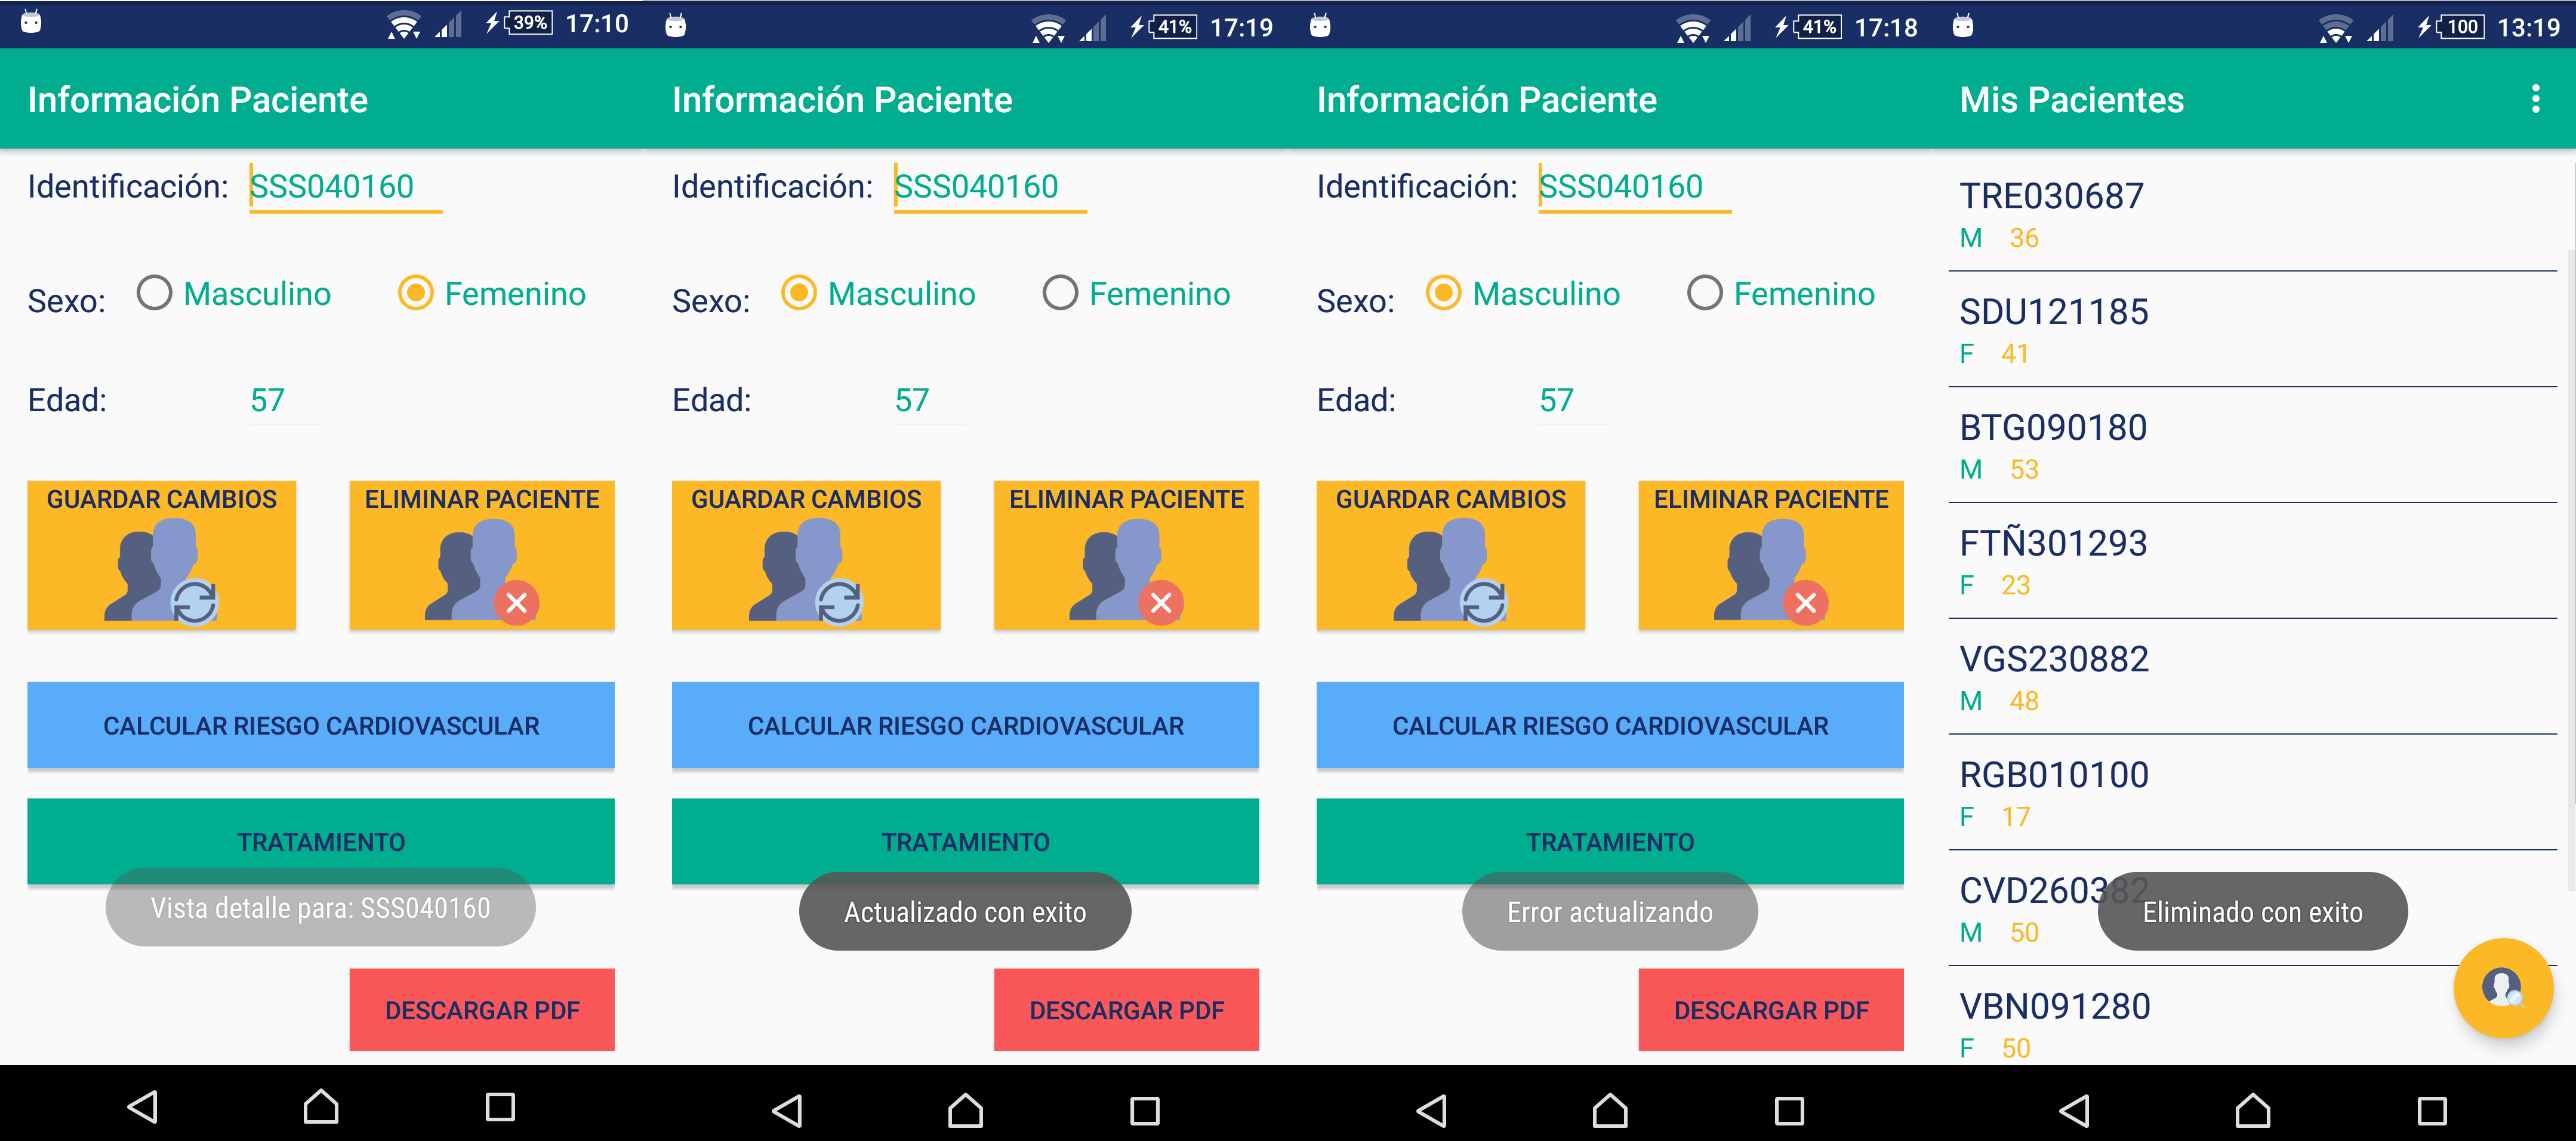 39% 17:10
Información Paciente
Identificación: SSS040160
Sexo: Masculino Femenino
Edad: 57
GUARDAR CAMBIOS ELIMINAR PACIENTE
CALCULAR RIESGO CARDIOVASCULAR
TRATAMIENTO
Vista detalle para: SSS040160
DESCARGAR PDF
41% 17:19
Información Paciente
Identificación: SSS040160
Sexo: Masculino Femenino
Edad: 57
GUARDAR CAMBIOS ELIMINAR PACIENTE
CALCULAR RIESGO CARDIOVASCULAR
TRATAMIENTO
Actualizado con exito
DESCARGAR PDF
41% 17:18
Información Paciente
Identificación: SSS040160
Sexo: Masculino Femenino
Edad: 57
GUARDAR CAMBIOS ELIMINAR PACIENTE
CALCULAR RIESGO CARDIOVASCULAR
TRATAMIENTO
Error actualizando
DESCARGAR PDF
100 13:19
Mis Pacientes
TRE030687
M 36
SDU121185
F 41
BTG090180
M 53
FTÑ301293
F 23
VGS230882
M 48
RGB010100
F 17
CVD260382
Eliminado con exito
M 50
VBN091280
F 50